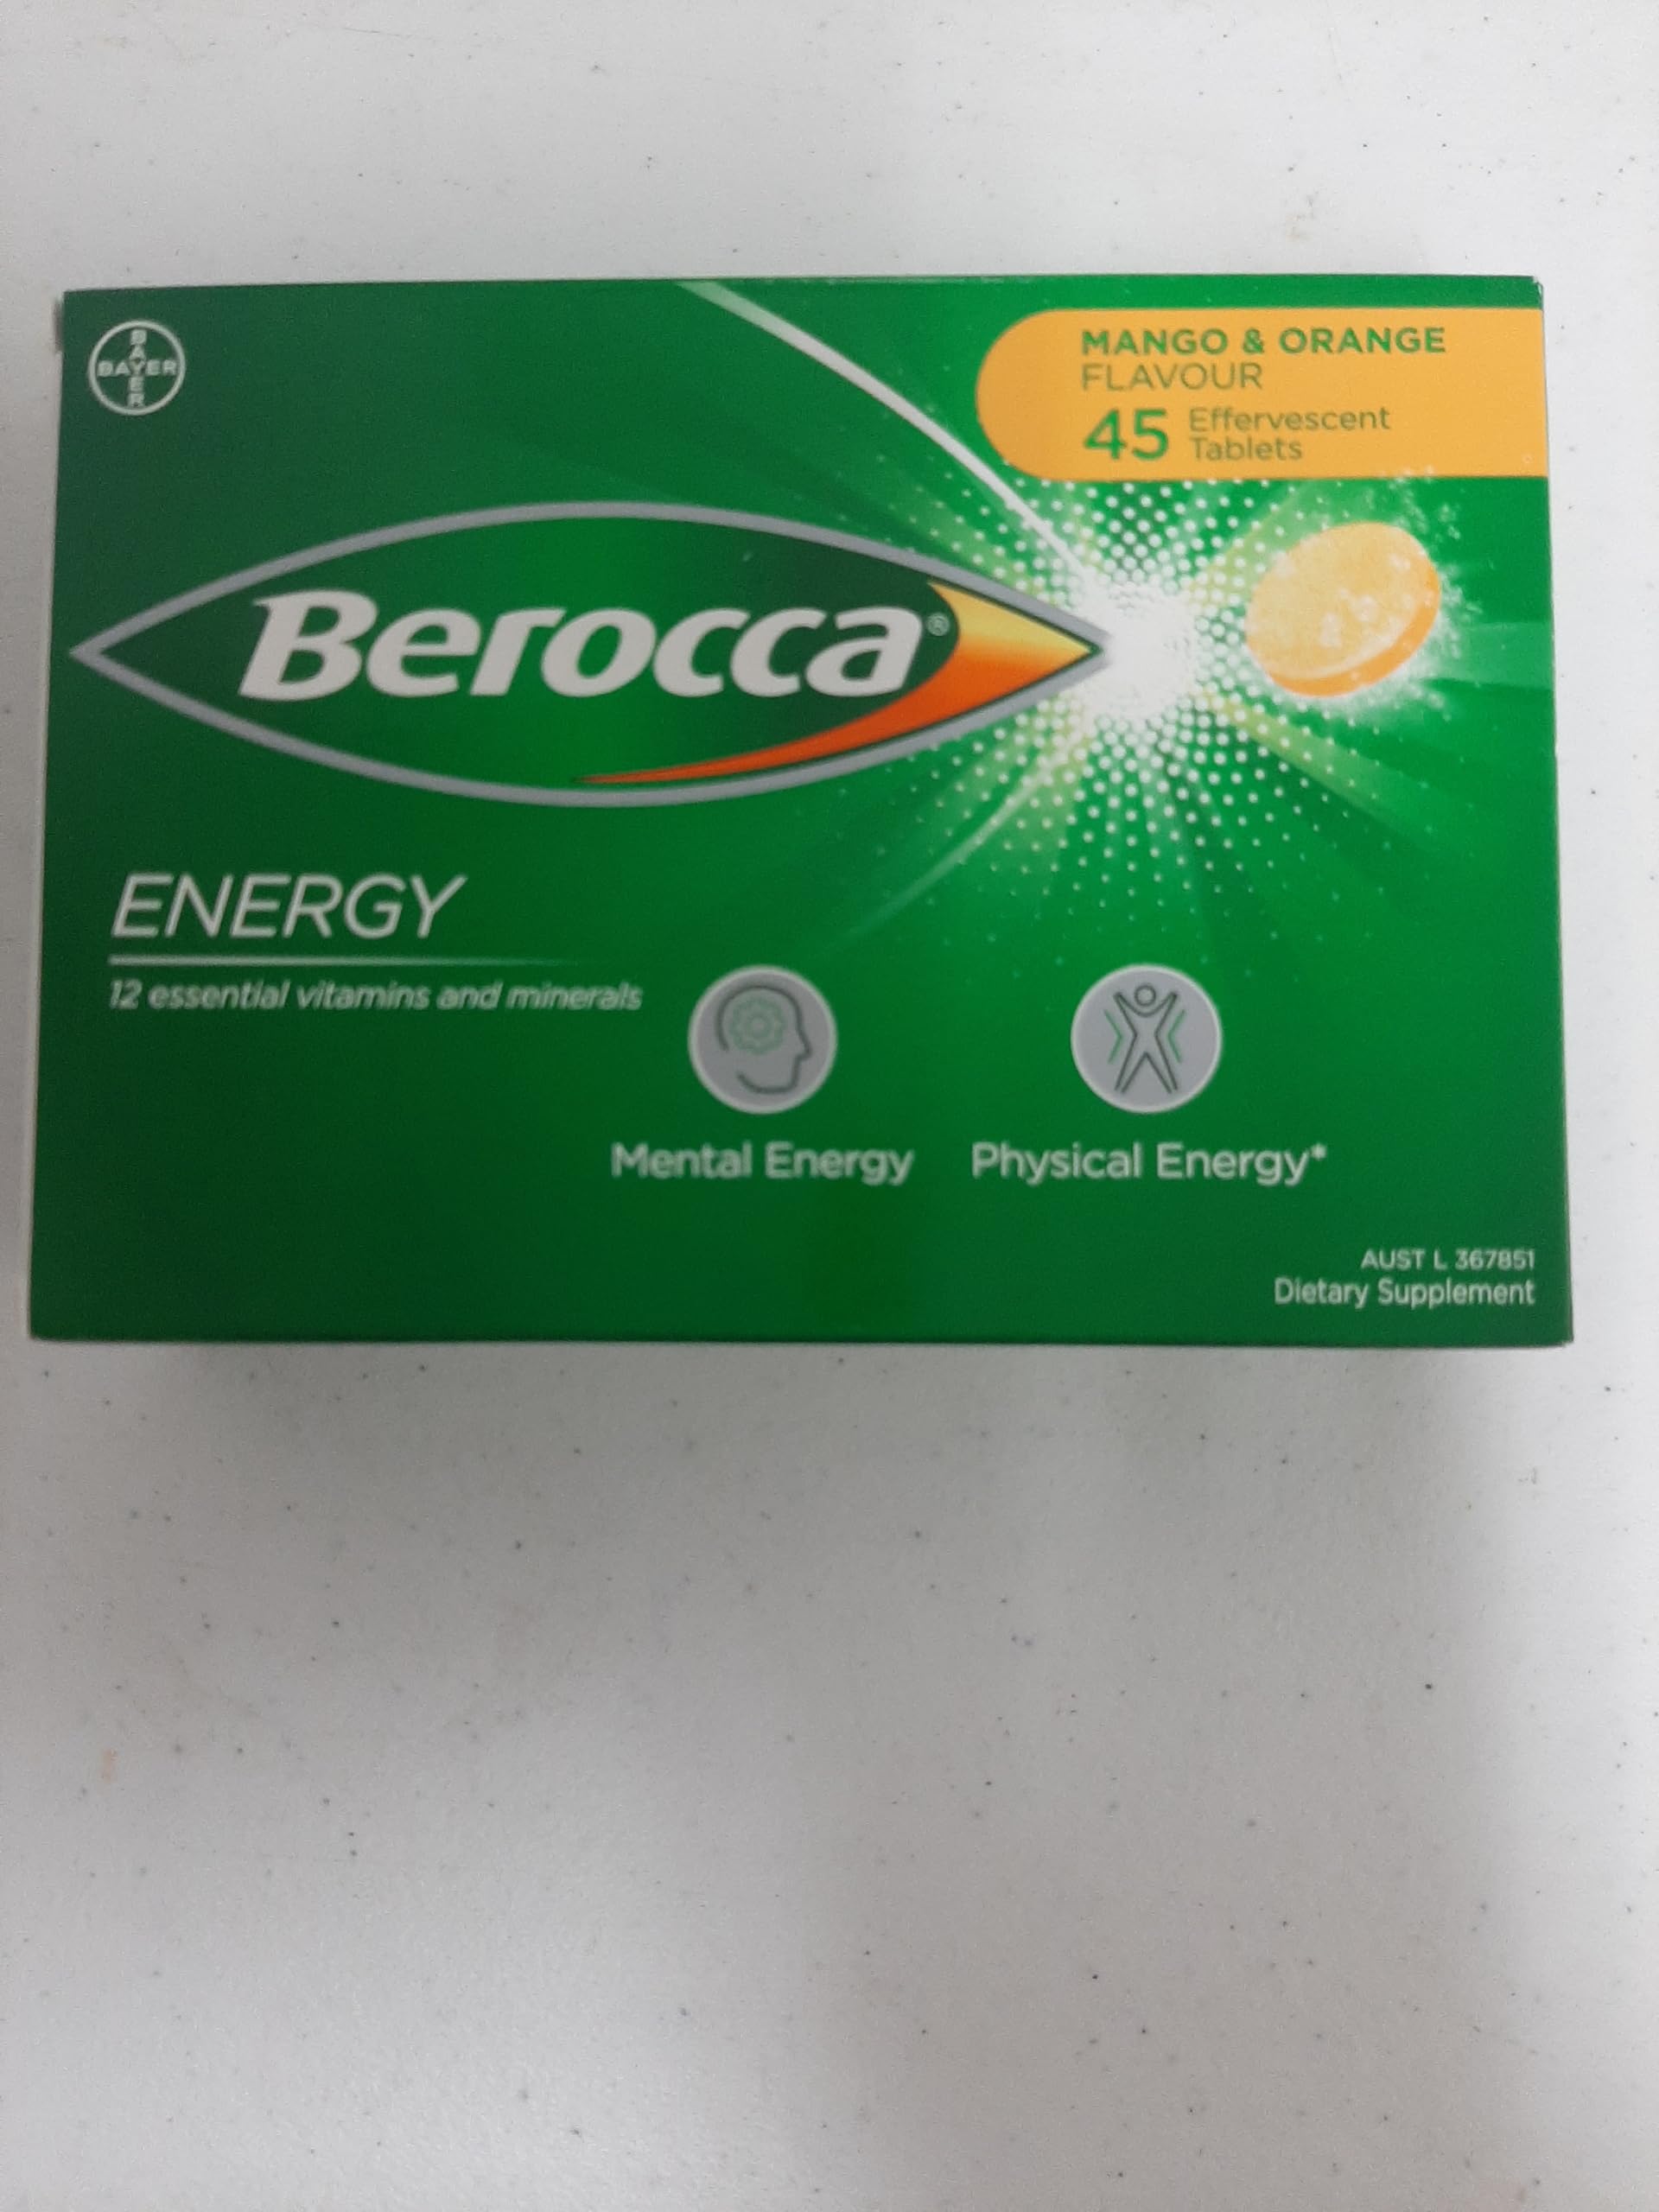 BAYER
BAYER
MANGO & ORANGE
FLAVOUR
45 Effervescent
Tablets
Berocca®
ENERGY
12 essential vitamins and minerals
Mental Energy
Physical Energy*
AUST L 367851
Dietary Supplement